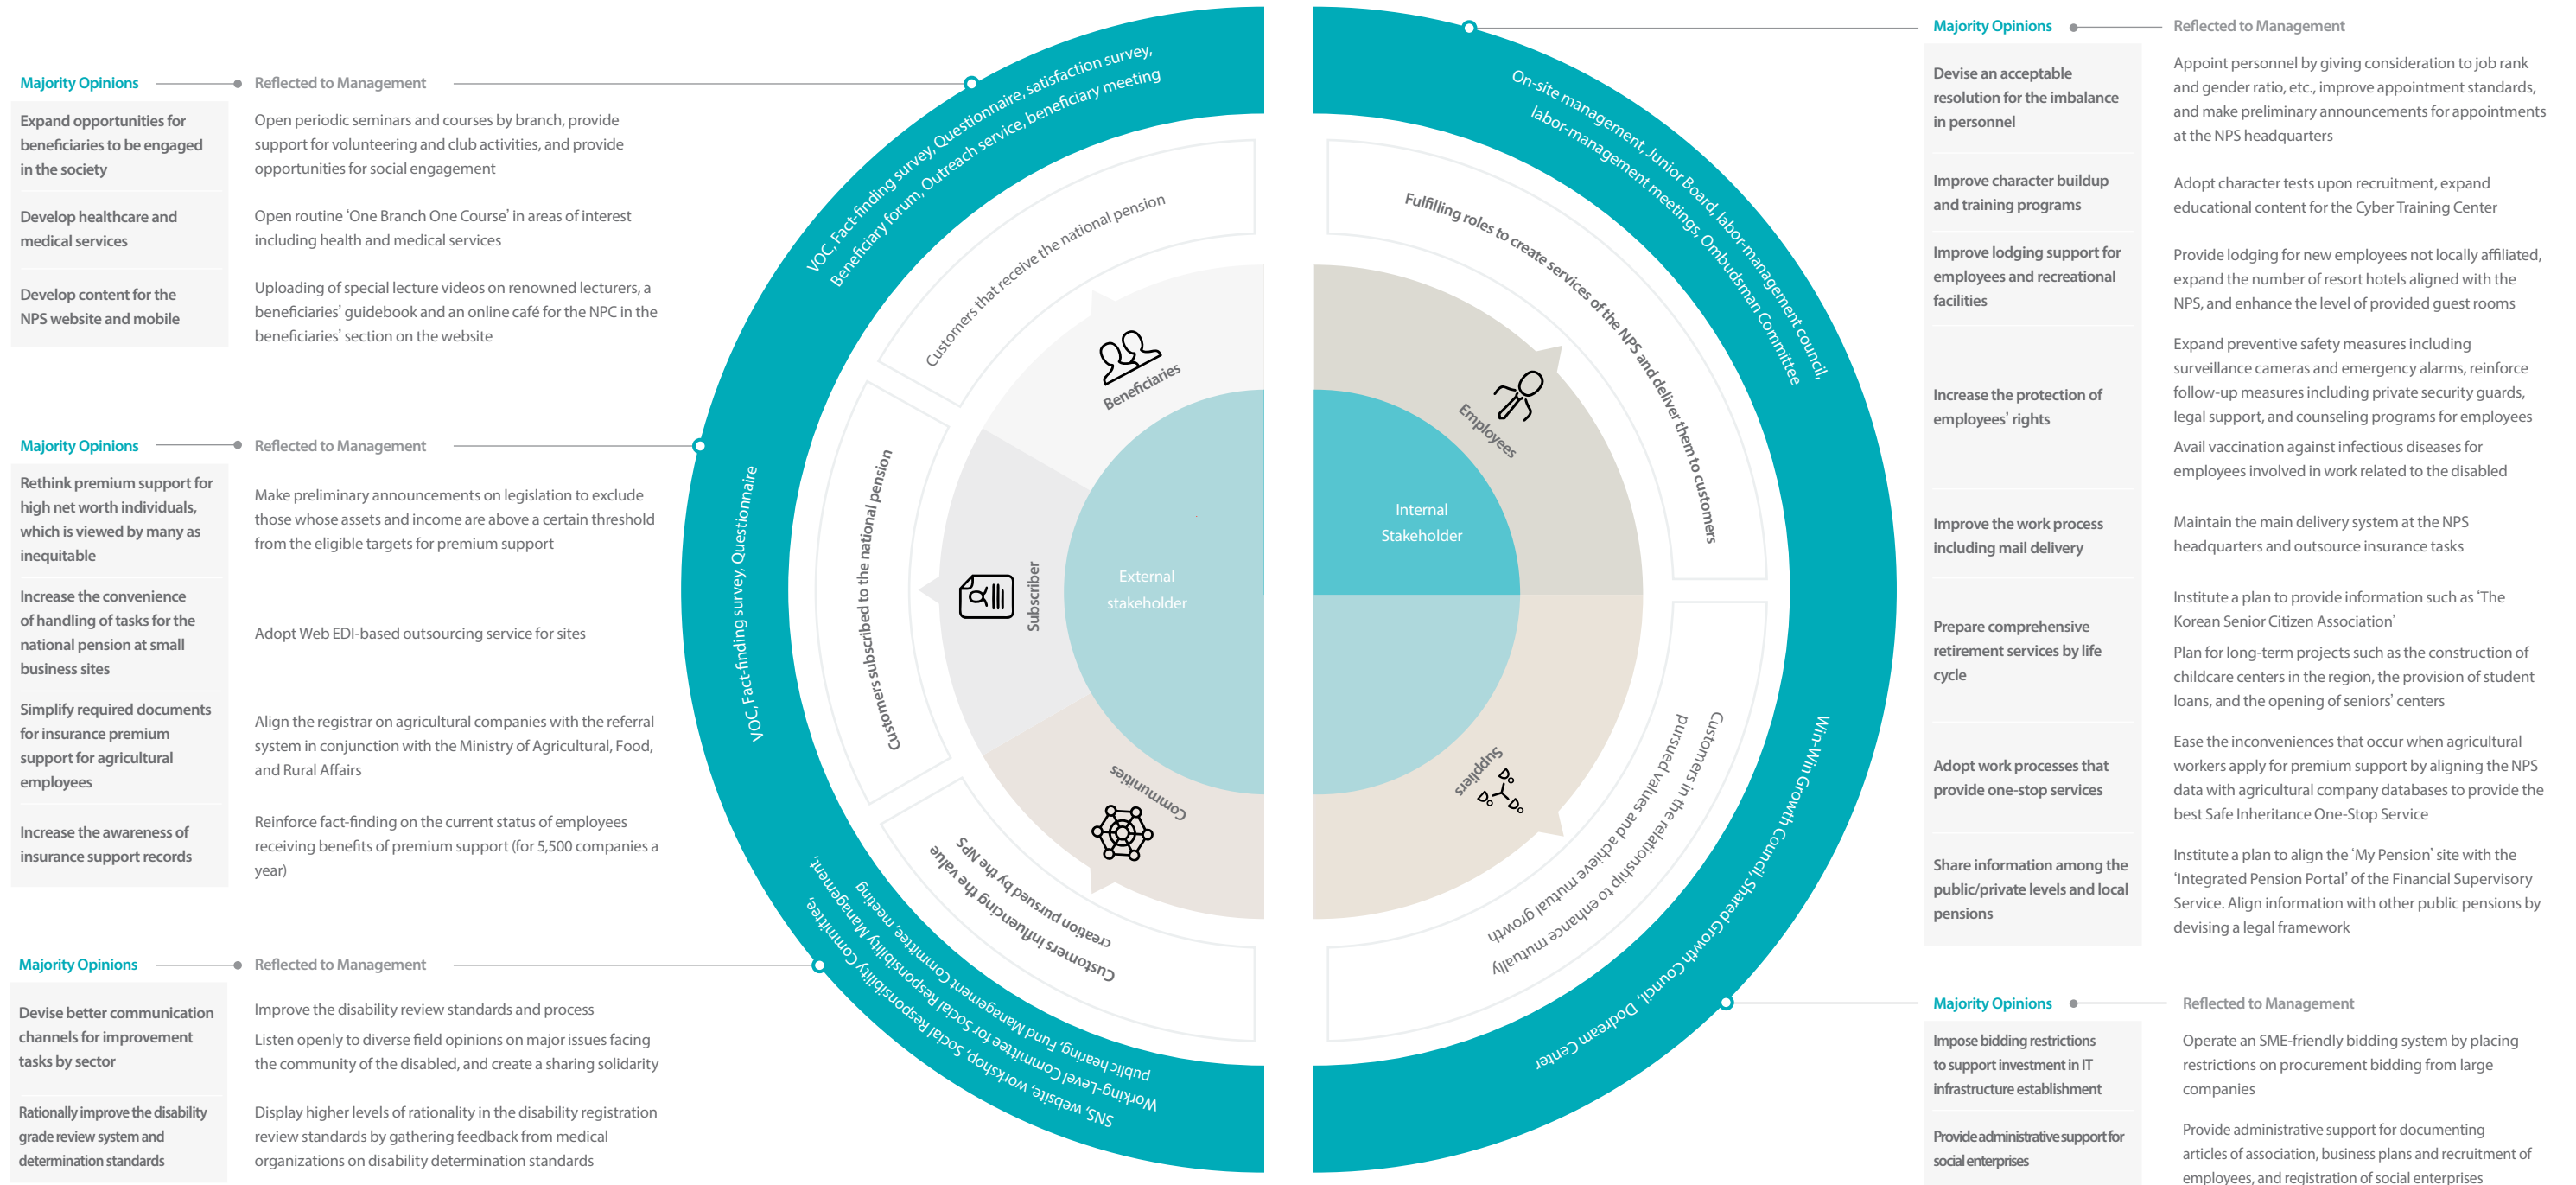 Majority Opinions
Reflected to Management
Expand opportunities for
beneficiaries to be engaged
in the society
Open periodic seminars and courses by branch, provide
support for volunteering and club activities, and provide
opportunities for social engagement
Develop healthcare and
medical services
Open routine ‘One Branch One Course’ in areas of interest
including health and medical services
Develop content for the
NPS website and mobile
Uploading of special lecture videos on renowned lecturers, a
beneficiaries’ guidebook and an online café for the NPC in the
beneficiaries’ section on the website
Majority Opinions
Reflected to Management
Rethink premium support for
high net worth individuals,
which is viewed by many as
inequitable
Make preliminary announcements on legislation to exclude
those whose assets and income are above a certain threshold
from the eligible targets for premium support
Increase the convenience
of handling of tasks for the
national pension at small
business sites
Adopt Web EDI-based outsourcing service for sites
Simplify required documents
for insurance premium
support for agricultural
employees
Align the registrar on agricultural companies with the referral
system in conjunction with the Ministry of Agricultural, Food,
and Rural Affairs
Increase the awareness of
insurance support records
Reinforce fact-finding on the current status of employees
receiving benefits of premium support (for 5,500 companies a
year)
Majority Opinions
Reflected to Management
Devise better communication
channels for improvement
tasks by sector
Improve the disability review standards and process
Listen openly to diverse field opinions on major issues facing
the community of the disabled, and create a sharing solidarity
Rationally improve the disability
grade review system and
determination standards
Display higher levels of rationality in the disability registration
review standards by gathering feedback from medical
organizations on disability determination standards
VOC, Fact-finding survey, Questionnaire, satisfaction survey,
Beneficiary forum, Outreach service, beneficiary meeting
Customers that receive the national pension
Beneficiaries
VOC, Fact-finding survey, Questionnaire
Customers subscribed to the national pension
Subscriber
External
stakeholder
Communities
Customers influencing the value
creation pursued by the NPS
SNS, website, workshop, Social Responsibility Committee,
Working-Level Committee for Social Responsibility Management,
public hearing, Fund Management Committee meeting
On-site management, Junior Board, labor-management council,
labor-management meetings, Ombudsman Committee
Fulfilling roles to create services of the NPS and deliver them to customers
Employees
Internal
Stakeholder
Suppliers
Customers in the relationship to enhance mutually
pursued values and achieve mutual growth
Win-Win Growth Council, Shared Growth Council, Dodream Center
Majority Opinions
Reflected to Management
Devise an acceptable
resolution for the imbalance
in personnel
Appoint personnel by giving consideration to job rank
and gender ratio, etc., improve appointment standards,
and make preliminary announcements for appointments
at the NPS headquarters
Improve character buildup
and training programs
Adopt character tests upon recruitment, expand
educational content for the Cyber Training Center
Improve lodging support for
employees and recreational
facilities
Provide lodging for new employees not locally affiliated,
expand the number of resort hotels aligned with the
NPS, and enhance the level of provided guest rooms
Increase the protection of
employees’ rights
Expand preventive safety measures including
surveillance cameras and emergency alarms, reinforce
follow-up measures including private security guards,
legal support, and counseling programs for employees
Avail vaccination against infectious diseases for
employees involved in work related to the disabled
Improve the work process
including mail delivery
Maintain the main delivery system at the NPS
headquarters and outsource insurance tasks
Prepare comprehensive
retirement services by life
cycle
Institute a plan to provide information such as ‘The
Korean Senior Citizen Association’
Plan for long-term projects such as the construction of
childcare centers in the region, the provision of student
loans, and the opening of seniors’ centers
Adopt work processes that
provide one-stop services
Ease the inconveniences that occur when agricultural
workers apply for premium support by aligning the NPS
data with agricultural company databases to provide the
best Safe Inheritance One-Stop Service
Share information among the
public/private levels and local
pensions
Institute a plan to align the ‘My Pension’ site with the
‘Integrated Pension Portal’ of the Financial Supervisory
Service. Align information with other public pensions by
devising a legal framework
Majority Opinions
Reflected to Management
Impose bidding restrictions
to support investment in IT
infrastructure establishment
Operate an SME-friendly bidding system by placing
restrictions on procurement bidding from large
companies
Provide administrative support for
social enterprises
Provide administrative support for documenting
articles of association, business plans and recruitment of
employees, and registration of social enterprises